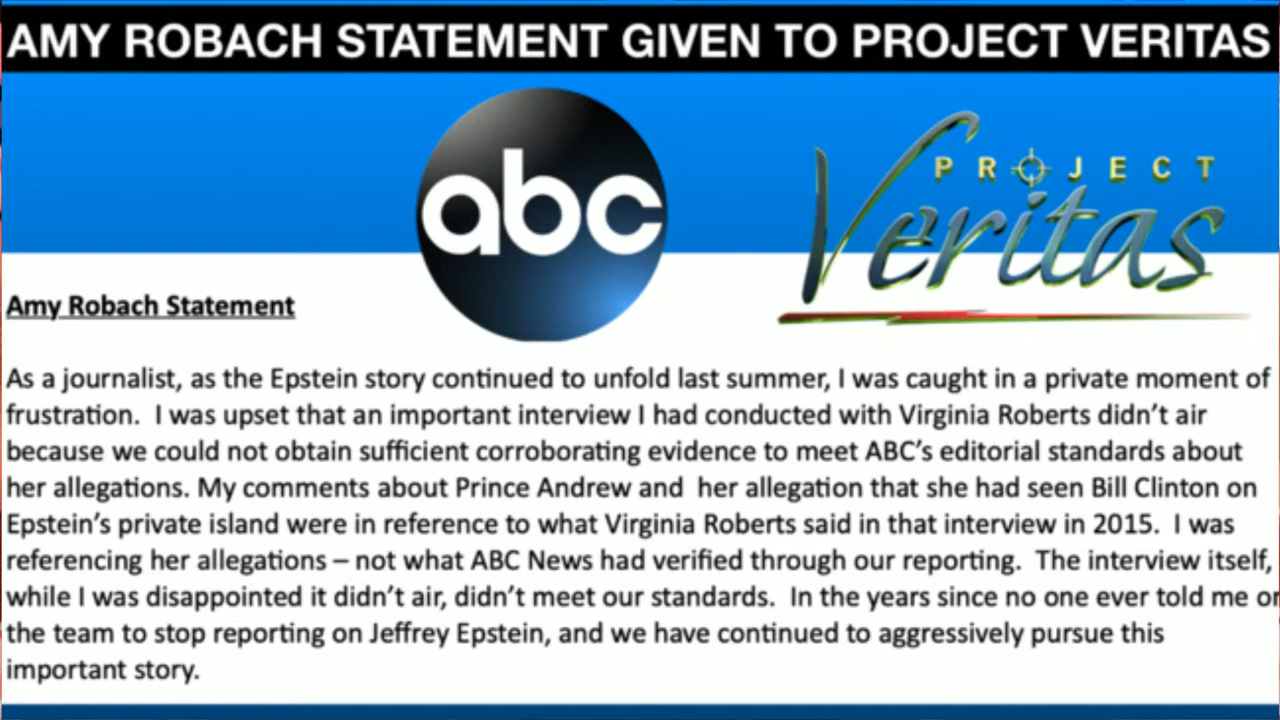 AMY ROBACH STATEMENT GIVEN TO PROJECT VERITAS
abc
PROJECT
Veritas
Amy Robach Statement
As a journalist, as the Epstein story continued to unfold last summer, I was caught in a private moment of
frustration.  I was upset that an important interview I had conducted with Virginia Roberts didn’t air
because we could not obtain sufficient corroborating evidence to meet ABC’s editorial standards about
her allegations. My comments about Prince Andrew and  her allegation that she had seen Bill Clinton on
Epstein’s private island were in reference to what Virginia Roberts said in that interview in 2015.  I was
referencing her allegations – not what ABC News had verified through our reporting.  The interview itself,
while I was disappointed it didn’t air, didn’t meet our standards.  In the years since no one ever told me or
the team to stop reporting on Jeffrey Epstein, and we have continued to aggressively pursue this
important story.